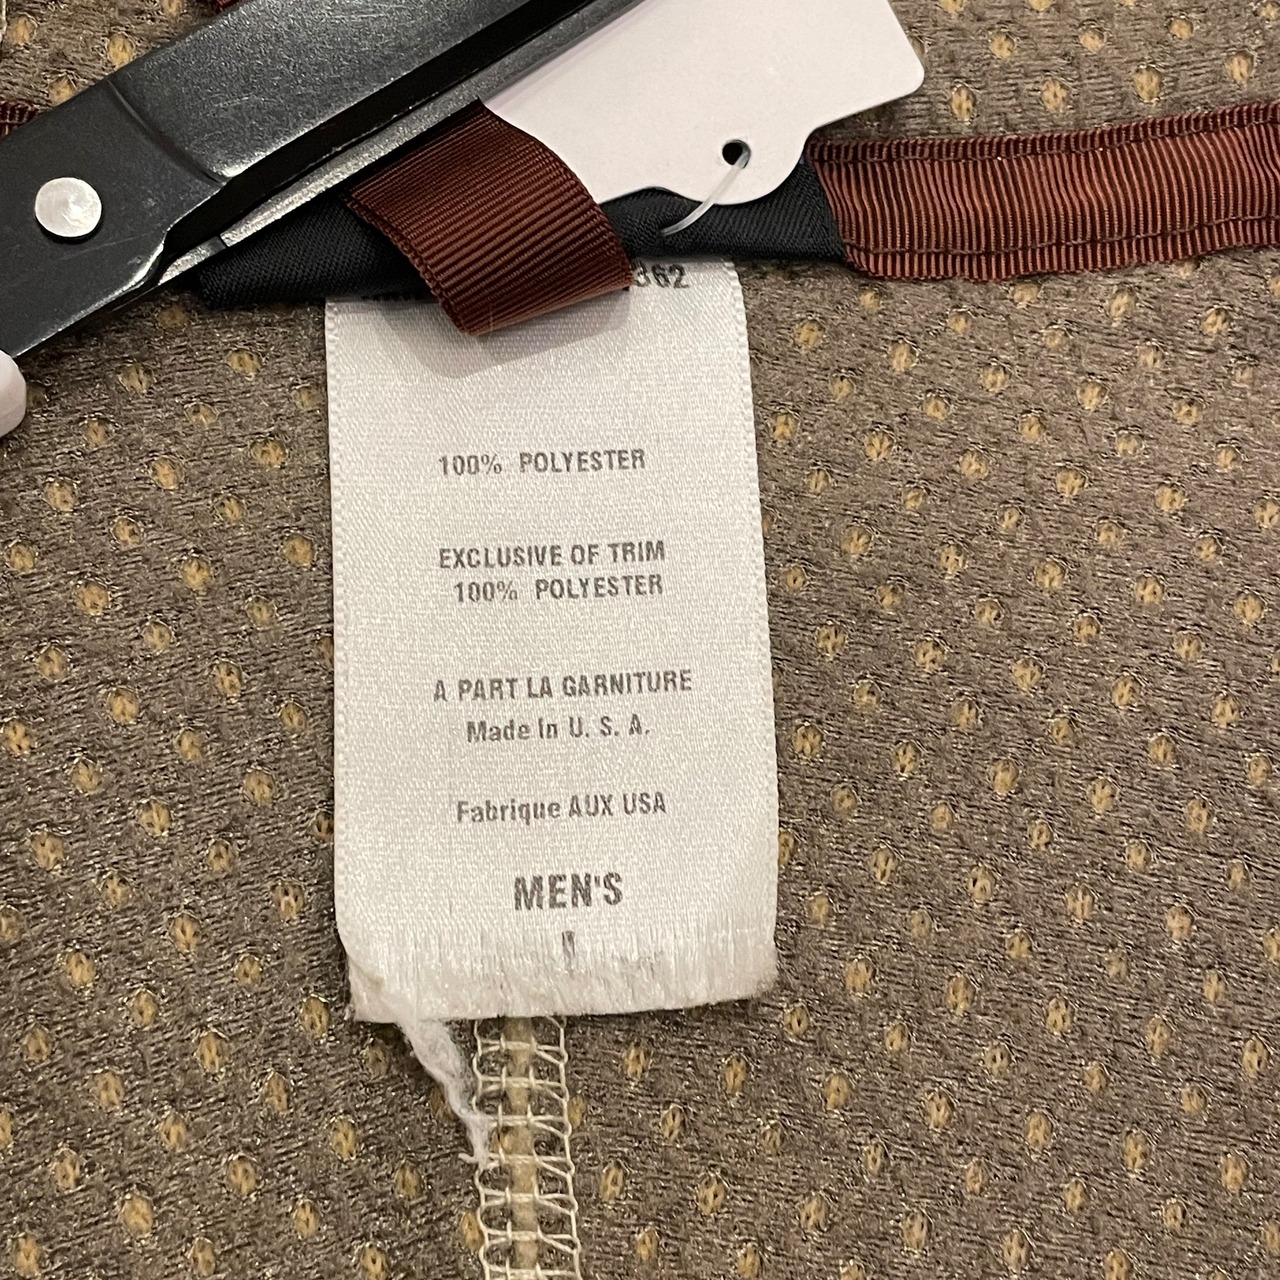 362
100% POLYESTER
EXCLUSIVE OF TRIM
100% POLYESTER
A PART LA GARNITURE
Made In U. S. A.
Fabrique AUX USA
MEN'S